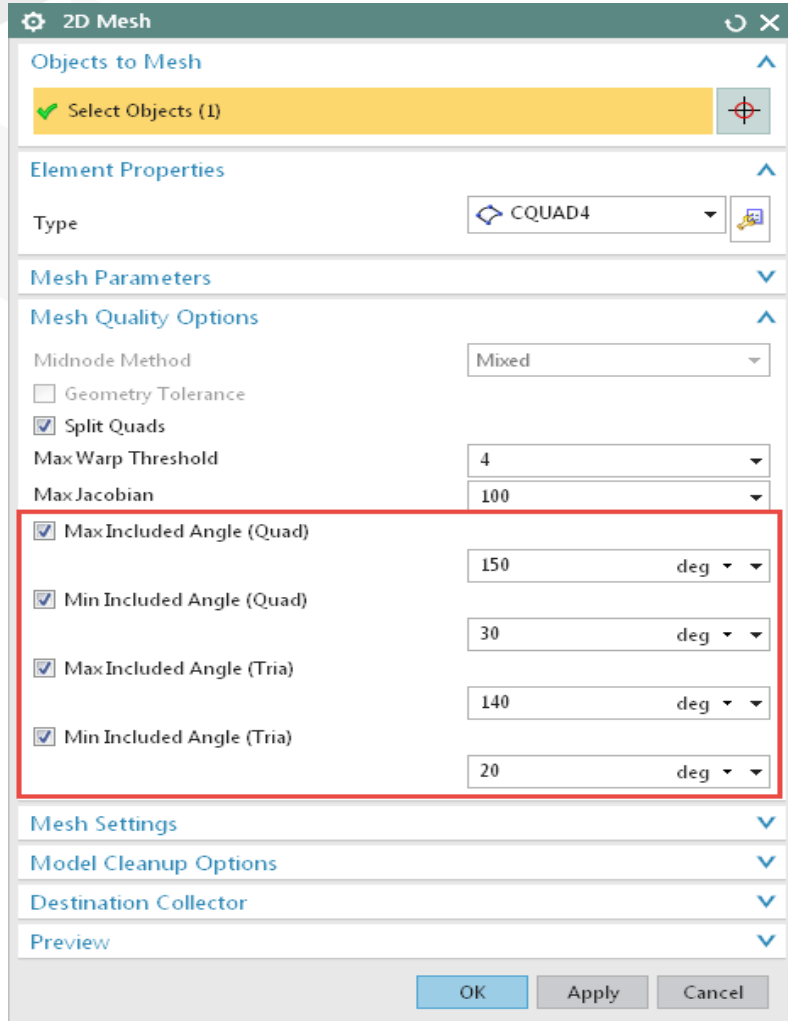 2D Mesh
Objects to Mesh
Select Objects (1)
Element Properties
Type
CQUAD4
Mesh Parameters
Mesh Quality Options
Midnode Method
Mixed
Geometry Tolerance
Split Quads
Max Warp Threshold
4
Max Jacobian
100
Max Included Angle (Quad)
150 deg
Min Included Angle (Quad)
30 deg
Max Included Angle (Tria)
140 deg
Min Included Angle (Tria)
20 deg
Mesh Settings
Model Cleanup Options
Destination Collector
Preview
OK Apply Cancel